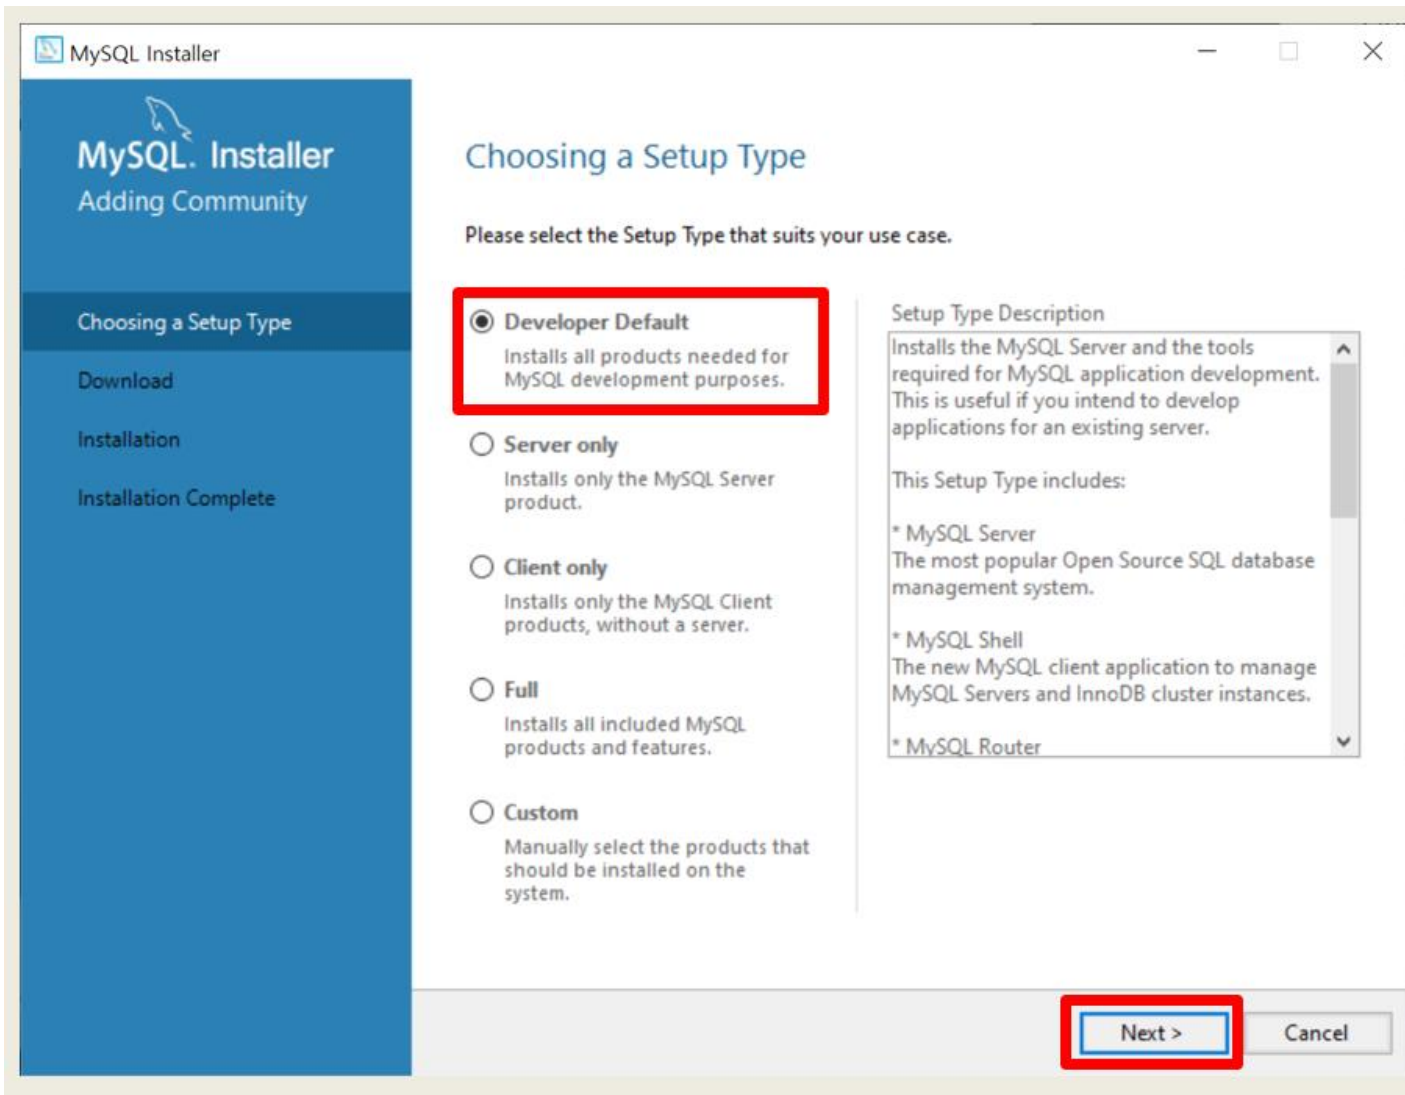 MySQL Installer
MySQL. Installer
Adding Community
Choosing a Setup Type
Download
Installation
Installation Complete
Choosing a Setup Type
Please select the Setup Type that suits your use case.
Developer Default
Installs all products needed for
MySQL development purposes.
Server only
Installs only the MySQL Server
product.
Client only
Installs only the MySQL Client
products, without a server.
Full
Installs all included MySQL
products and features.
Custom
Manually select the products that
should be installed on the
system.
Setup Type Description
Installs the MySQL Server and the tools
required for MySQL application development.
This is useful if you intend to develop
applications for an existing server.
This Setup Type includes:
* MySQL Server
The most popular Open Source SQL database
management system.
* MySQL Shell
The new MySQL client application to manage
MySQL Servers and InnoDB cluster instances.
* MySQL Router
Next >
Cancel